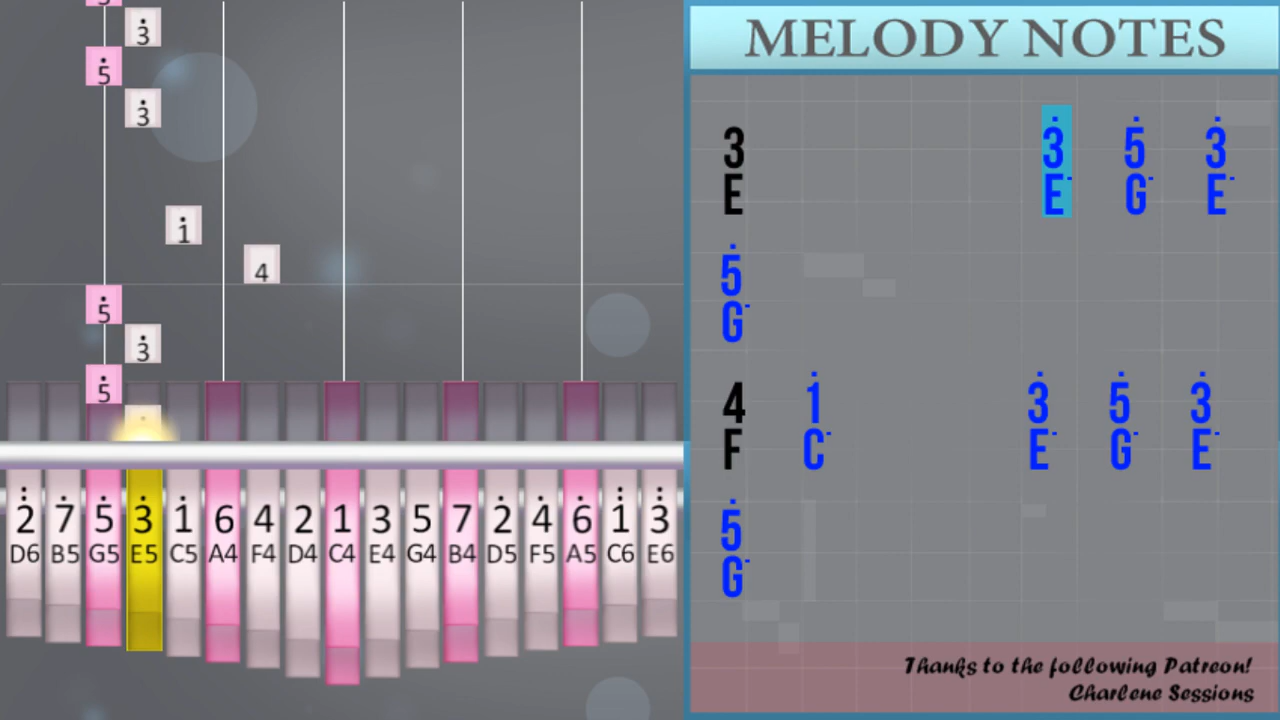 5̇
3̇
5̇
3̇
1̇
4
5̇
3̇
5̇
2̈ 7̇ 5̇ 3̇ 1̇ 6 4 2 1 3 5 7 2̇ 4̇ 6̇ 1̈ 3̈
D6 B5 G5 E5 C5 A4 F4 D4 C4 E4 G4 B4 D5 F5 A5 C6 E6
MELODY NOTES
3 3̇ 5̇ 3̇
E E˙ G˙ E˙
5̇
G˙
4 1̇ 3̇ 5̇ 3̇
F C˙ E˙ G˙ E˙
5̇
G˙
Thanks to the following Patreon!
Charlene Sessions